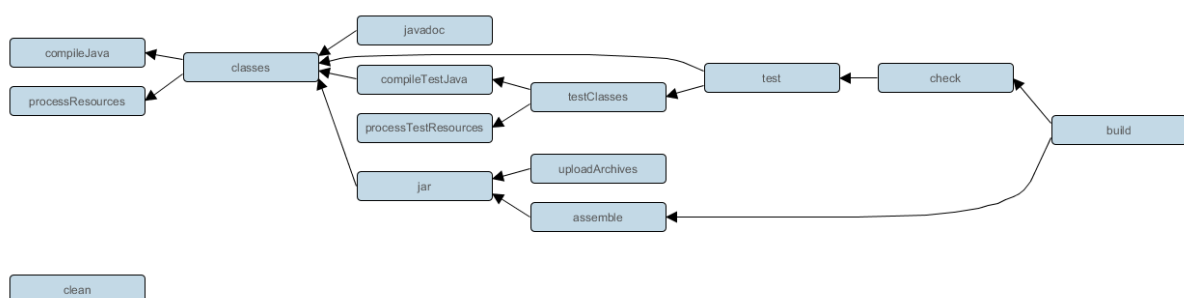 javadoc
compileJava
classes
compileTestJava
test
check
processResources
testClasses
processTestResources
build
uploadArchives
jar
assemble
clean